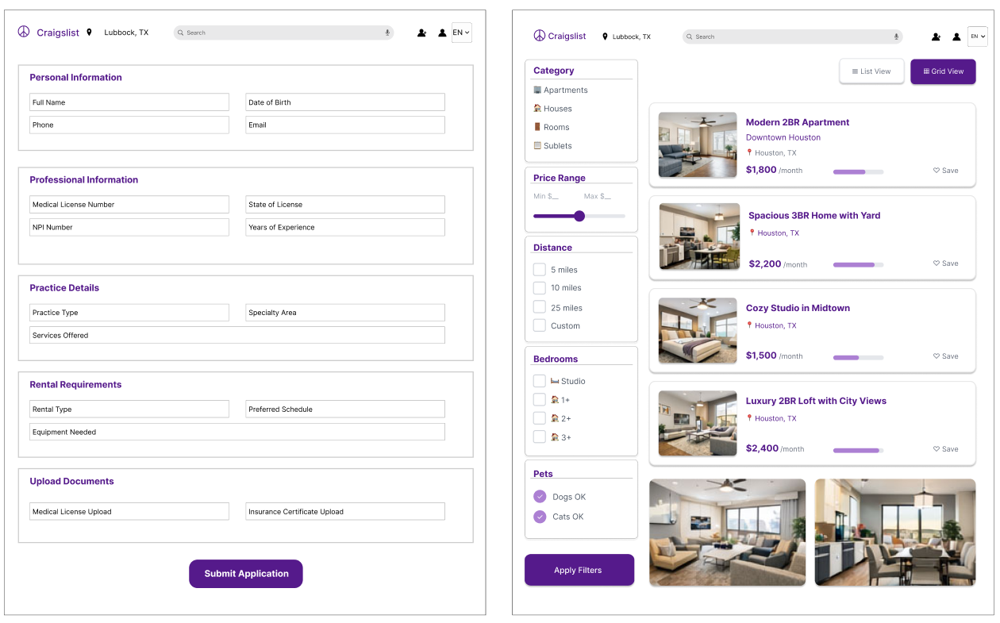 Craigslist Lubbock, TX Search EN
Personal Information
Full Name Date of Birth
Phone Email
Professional Information
Medical License Number State of License
NPI Number Years of Experience
Practice Details
Practice Type Specialty Area
Services Offered
Rental Requirements
Rental Type Preferred Schedule
Equipment Needed
Upload Documents
Medical License Upload Insurance Certificate Upload
Submit Application
Craigslist Lubbock, TX Search EN
Category
Apartments
Houses
Rooms
Sublets
Price Range
Min $__ Max $__
Distance
5 miles
10 miles
25 miles
Custom
Bedrooms
Studio
1+
2+
3+
Pets
Dogs OK
Cats OK
Apply Filters
List View Grid View
Modern 2BR Apartment
Downtown Houston
Houston, TX
$1,800 /month Save
Spacious 3BR Home with Yard
Houston, TX
$2,200 /month Save
Cozy Studio in Midtown
Houston, TX
$1,500 /month Save
Luxury 2BR Loft with City Views
Houston, TX
$2,400 /month Save